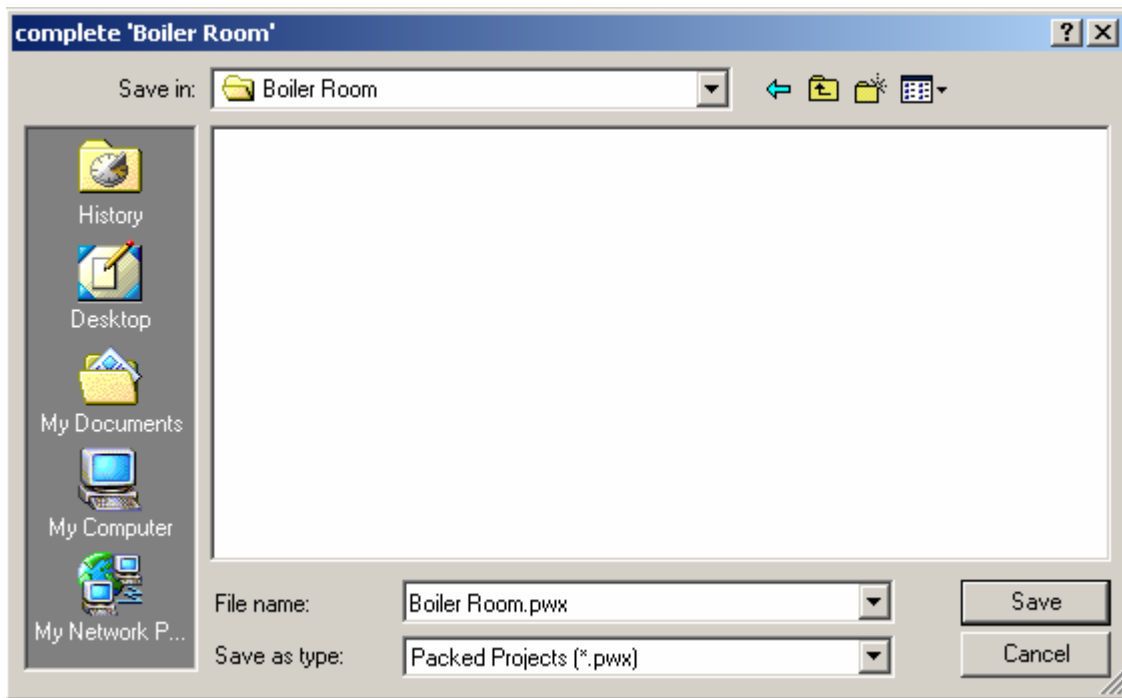 complete 'Boiler Room'
Save in:
Boiler Room
History
Desktop
My Documents
My Computer
My Network P...
File name:
Boiler Room.pwx
Save
Save as type:
Packed Projects (*.pwx)
Cancel